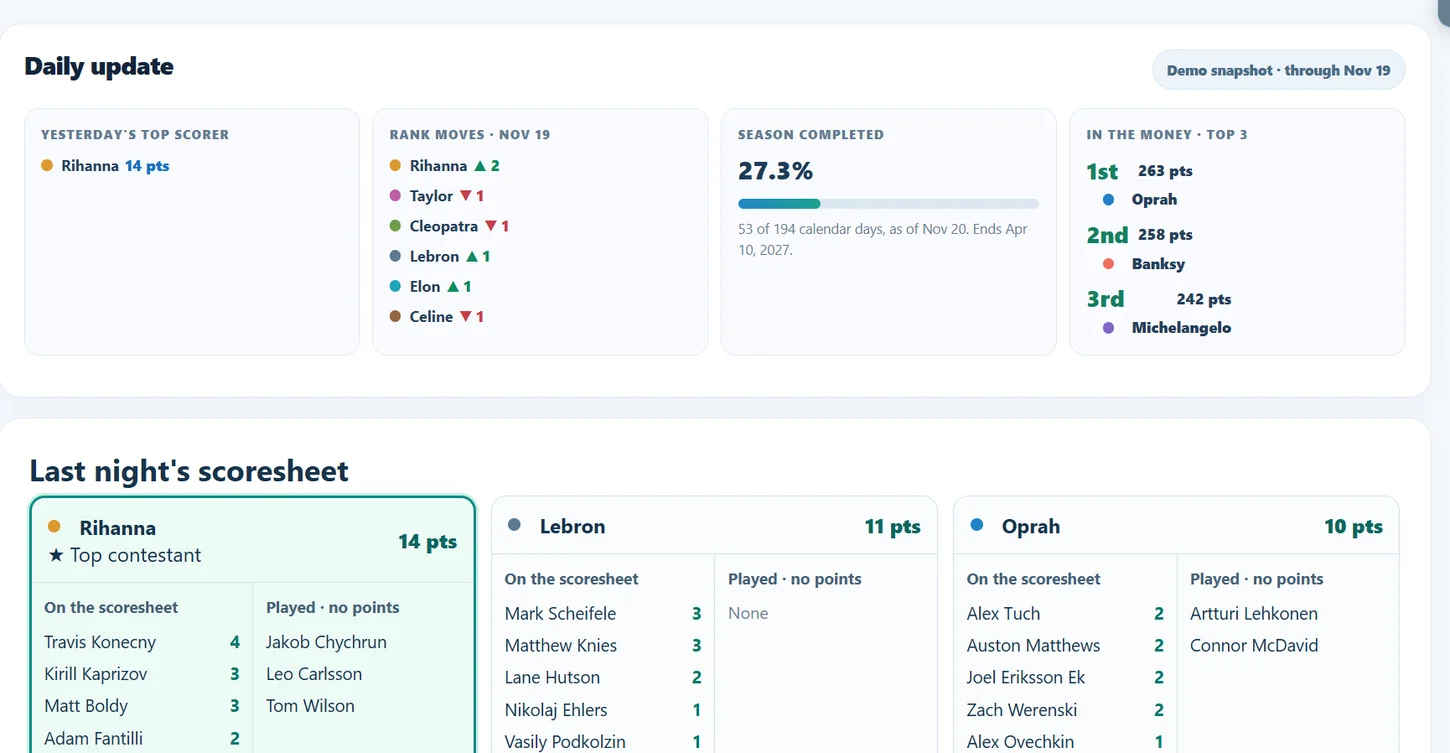 Daily update
Demo snapshot · through Nov 19
YESTERDAY'S TOP SCORER
Rihanna 14 pts
RANK MOVES · NOV 19
Rihanna ▲ 2
Taylor ▼ 1
Cleopatra ▼ 1
Lebron ▲ 1
Elon ▲ 1
Celine ▼ 1
SEASON COMPLETED
27.3%
53 of 194 calendar days, as of Nov 20. Ends Apr
10, 2027.
IN THE MONEY · TOP 3
1st 263 pts
Oprah
2nd 258 pts
Banksy
3rd 242 pts
Michelangelo
Last night's scoresheet
Rihanna
★ Top contestant
14 pts
On the scoresheet
Travis Konecny 4
Kirill Kaprizov 3
Matt Boldy 3
Adam Fantilli 2
Played · no points
Jakob Chychrun
Leo Carlsson
Tom Wilson
Lebron 11 pts
On the scoresheet
Mark Scheifele 3
Matthew Knies 3
Lane Hutson 2
Nikolaj Ehlers 1
Vasily Podkolzin 1
Played · no points
None
Oprah 10 pts
On the scoresheet
Alex Tuch 2
Auston Matthews 2
Joel Eriksson Ek 2
Zach Werenski 2
Alex Ovechkin 1
Played · no points
Artturi Lehkonen
Connor McDavid